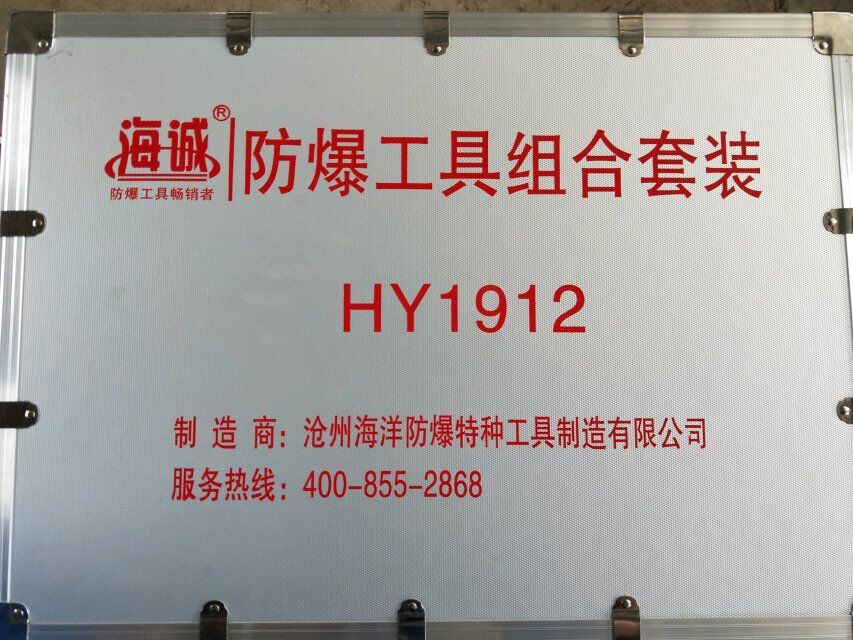 海诚®
防爆工具畅销者
防爆工具组合套装
HY1912
制造商：沧州海洋防爆特种工具制造有限公司
服务热线：400-855-2868